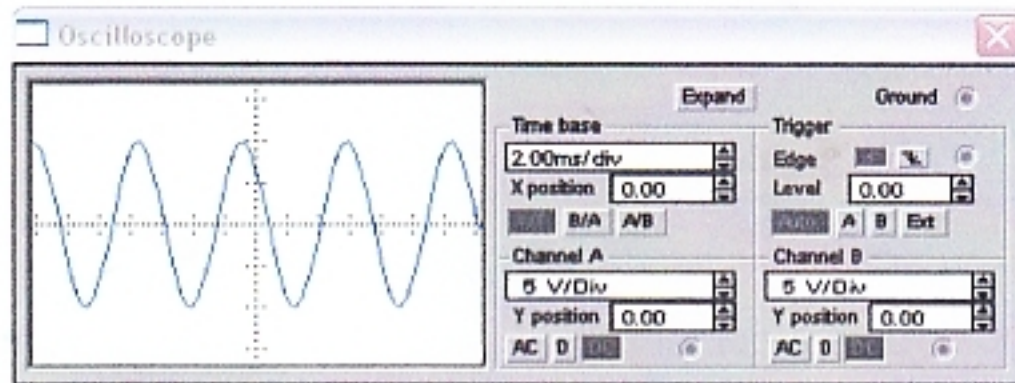 Oscilloscope
Expand Ground
Time base
2.00ms/div
X position 0.00
B/A A/B
Trigger
Edge
Level 0.00
A B Ext
Channel A
5 V/Div
Y position 0.00
AC 0
Channel B
5 V/Div
Y position 0.00
AC 0